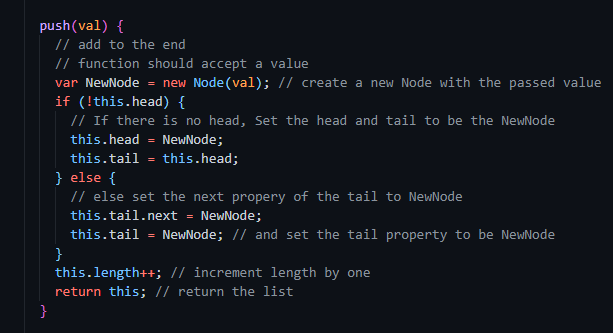 push(val) {
// add to the end
// function should accept a value
var NewNode = new Node(val); // create a new Node with the passed value
if (!this.head) {
// If there is no head, Set the head and tail to be the NewNode
this.head = NewNode;
this.tail = this.head;
} else {
// else set the next propery of the tail to NewNode
this.tail.next = NewNode;
this.tail = NewNode; // and set the tail property to be NewNode
}
this.length++; // increment length by one
return this; // return the list
}